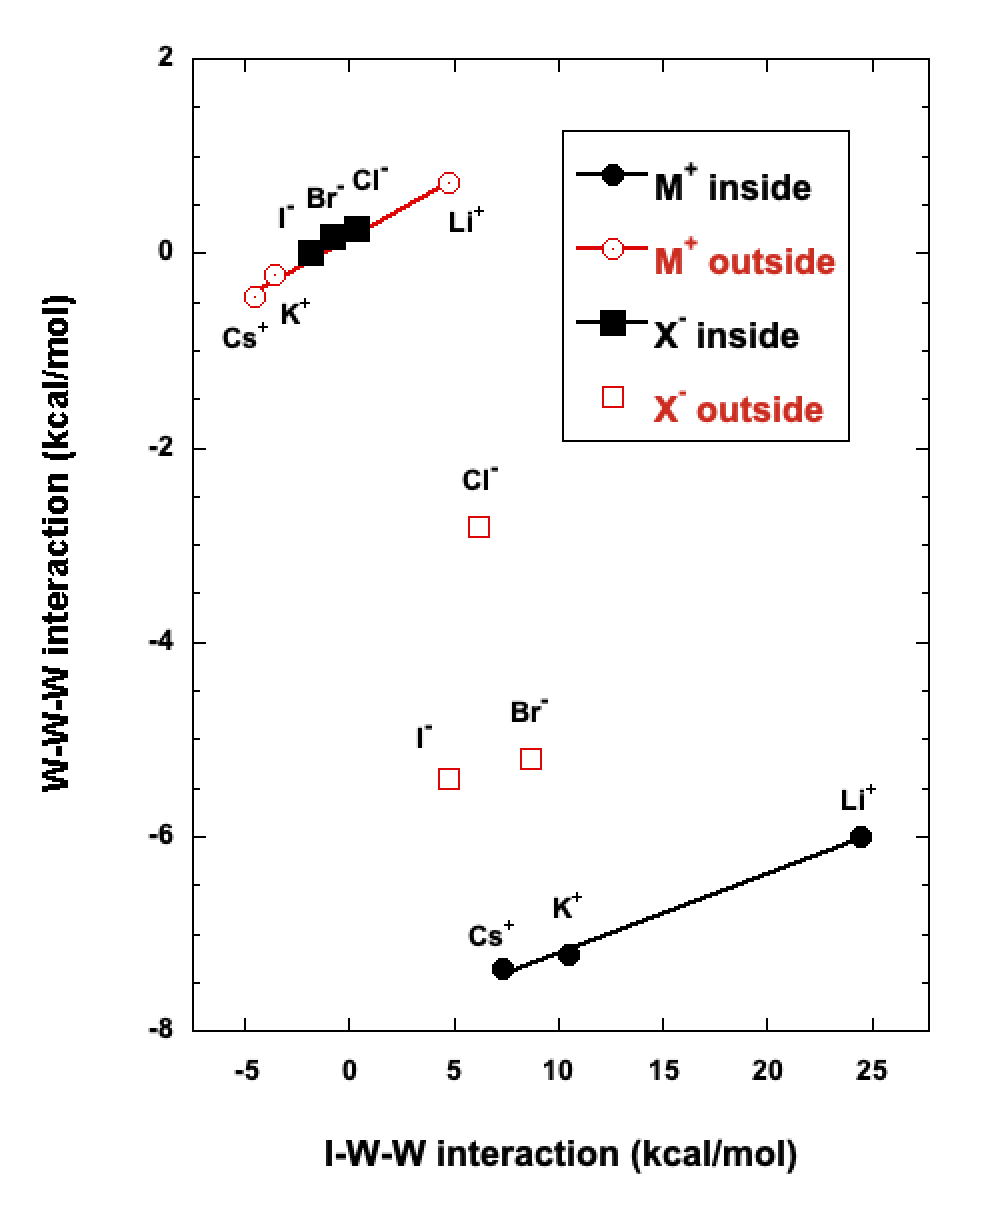 2
0
-2
-4
-6
-8
W-W-W interaction (kcal/mol)
I⁻ Br⁻ Cl⁻
Li⁺
K⁺
Cs⁺
M⁺ inside
M⁺ outside
X⁻ inside
X⁻ outside
Cl⁻
Br⁻
I⁻
Li⁺
K⁺
Cs⁺
-5 0 5 10 15 20 25
I-W-W interaction (kcal/mol)